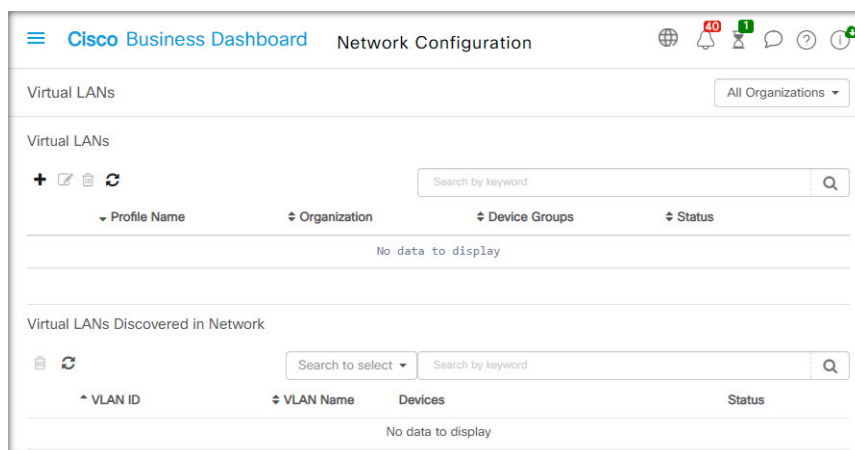 Cisco Business Dashboard Network Configuration 40 1
Virtual LANs All Organizations
Virtual LANs
Search by keyword
Profile Name Organization Device Groups Status
No data to display
Virtual LANs Discovered in Network
Search to select Search by keyword
VLAN ID VLAN Name Devices Status
No data to display